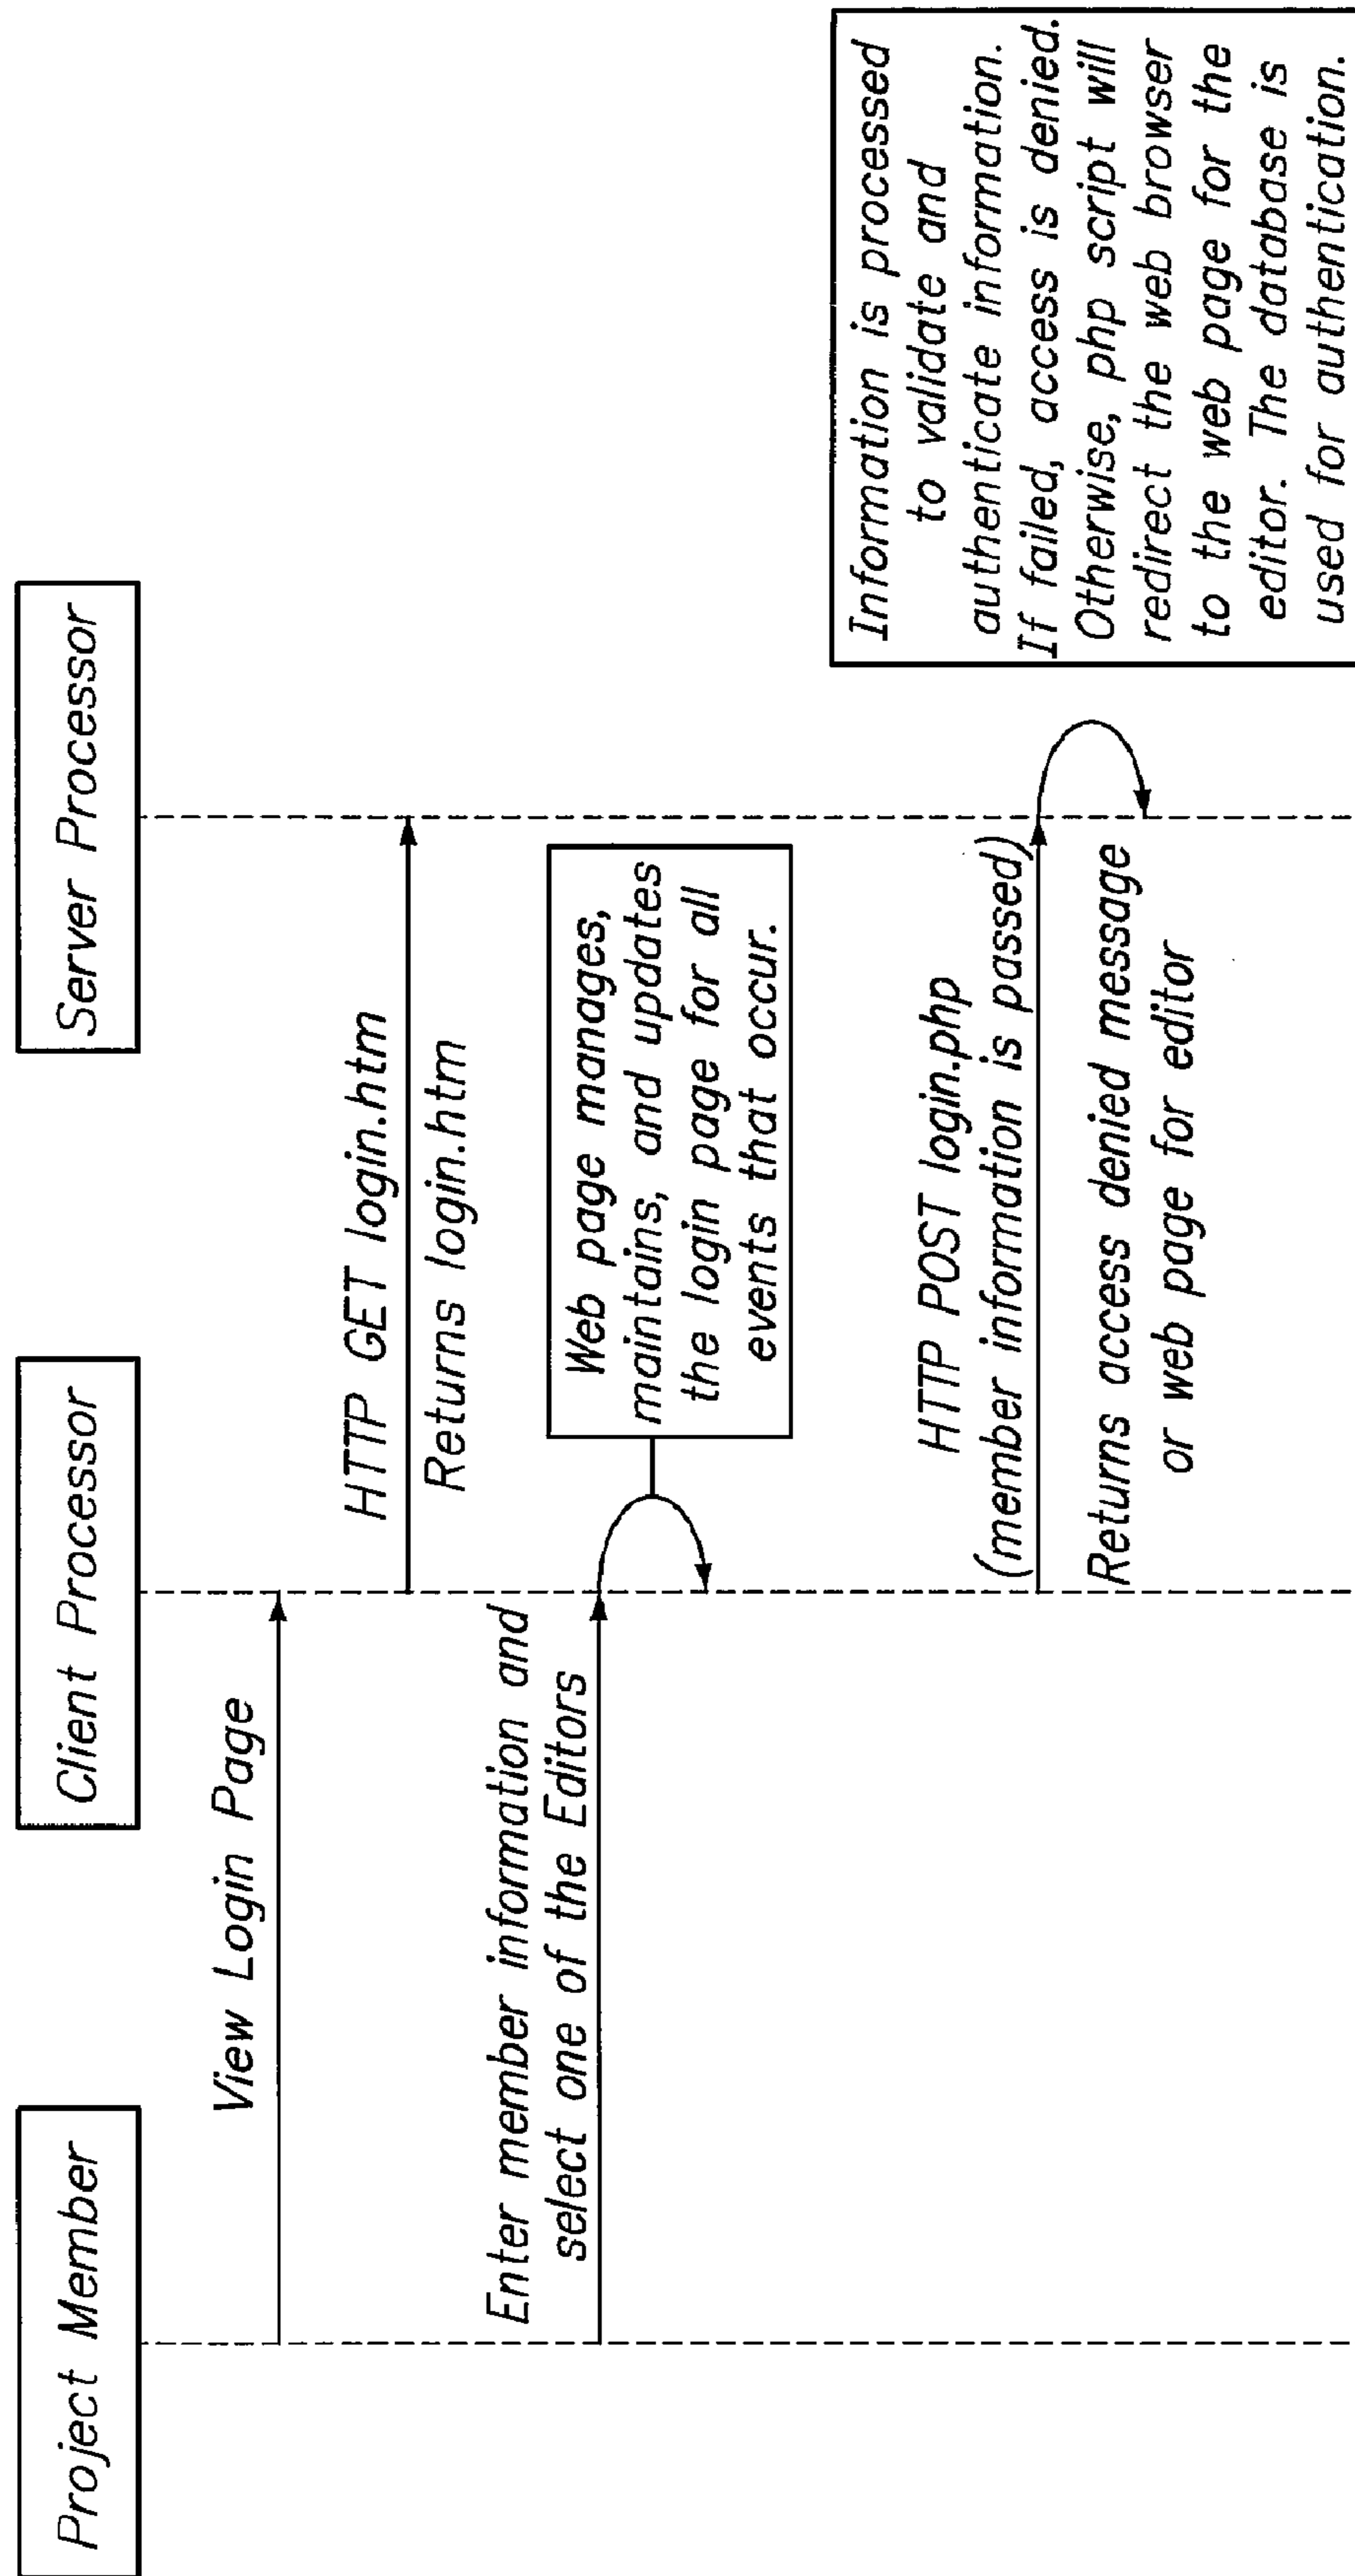 Project Member
Client Processor
Server Processor
View Login Page
HTTP GET login.htm
Returns login.htm
Enter member information and
select one of the Editors
Web page manages,
maintains, and updates
the login page for all
events that occur.
HTTP POST login.php
(member information is passed)
Returns access denied message
or web page for editor
Information is processed
to validate and
authenticate information.
If failed, access is denied.
Otherwise, php script will
redirect the web browser
to the web page for the
editor. The database is
used for authentication.